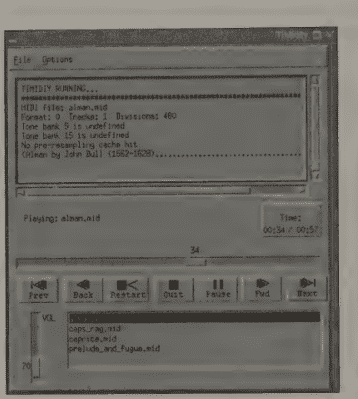 Timidity
File Options
TIMIDIY RUNNING...
MIDI file: alman.mid
Format: 0 Tracks: 1 Divisions: 480
Tone bank 5 is undefined
Tone bank 15 is undefined
No pre-resampling cache hit
(Alman by John Bull (1562-1628)
Playing: alman.mid
Time:
00:34 / 00:57
34
Prev Back Restart Quit Pause Fwd Next
VOL
caps_rag.mid
caprice.mid
prelude_and_fugue.mid
70